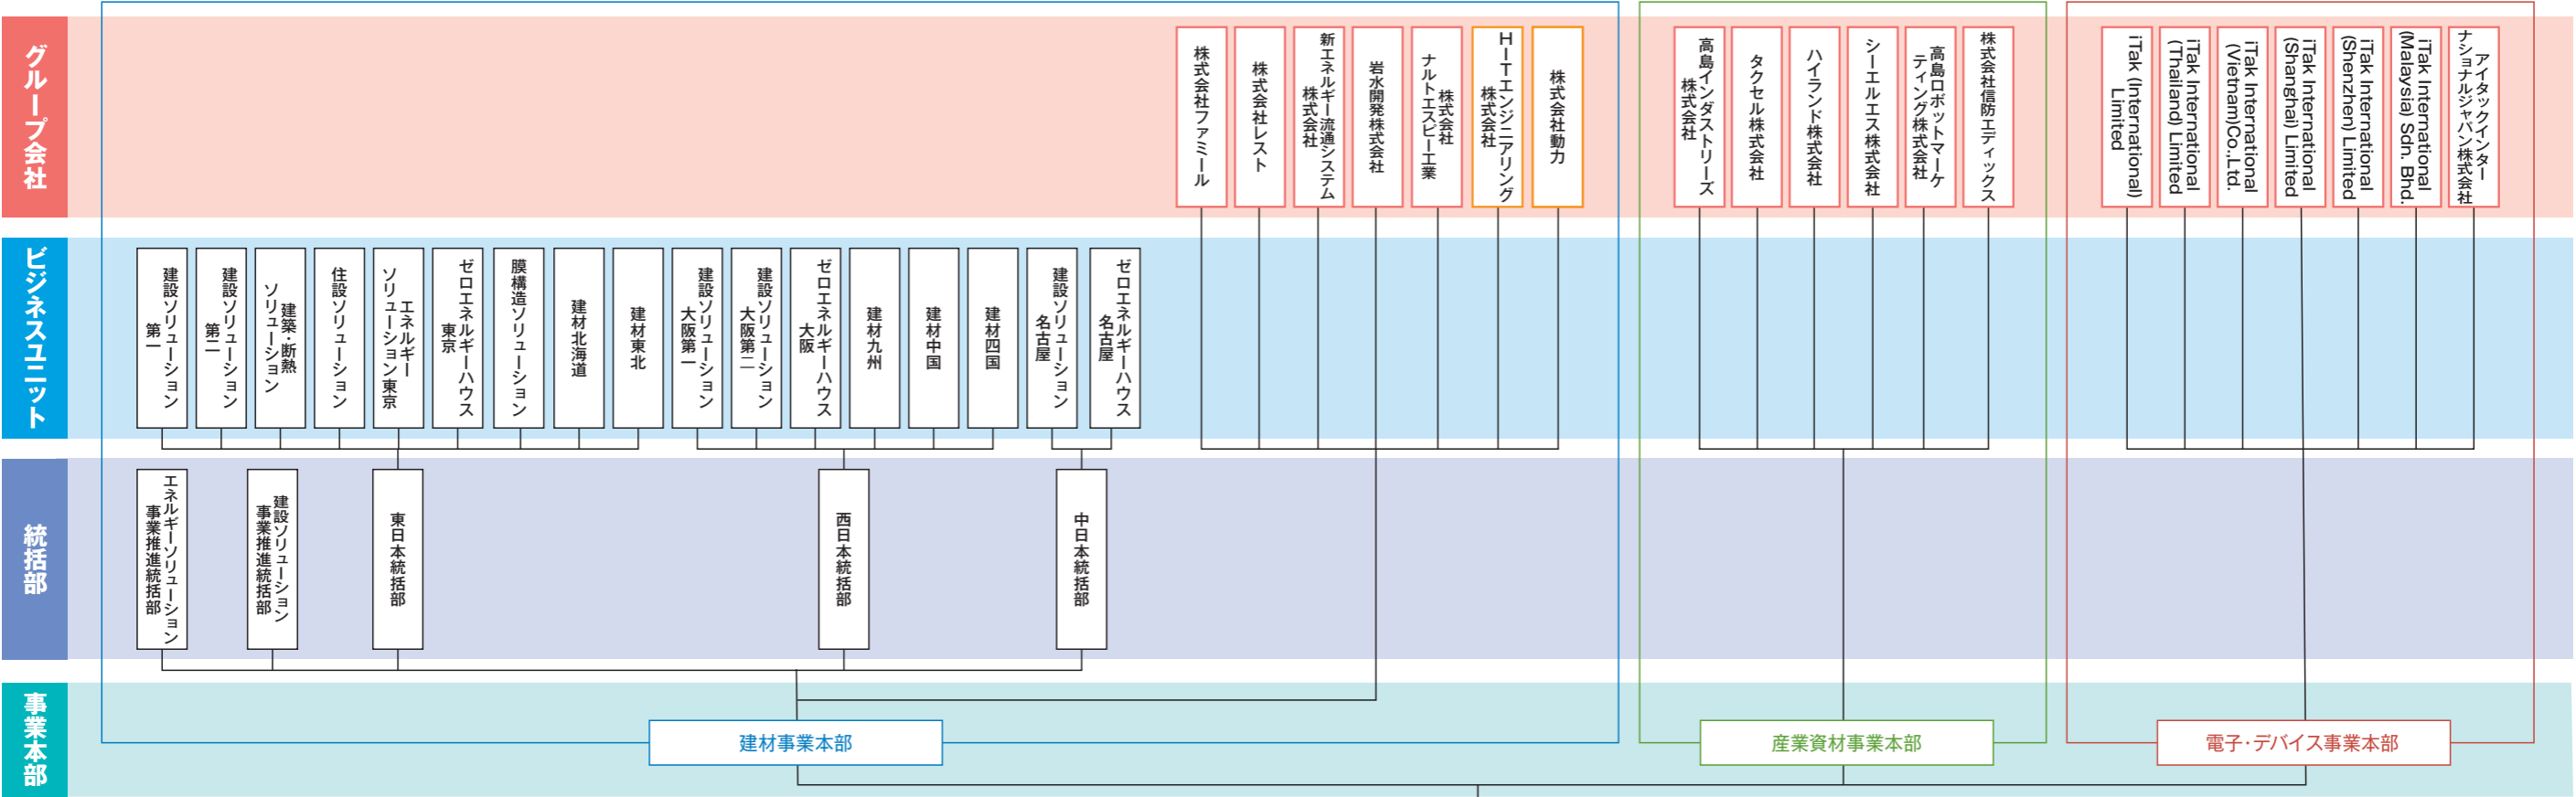 グループ会社
株式会社ファミール
株式会社レスト
新エネルギー流通システム
株式会社
岩水開発株式会社
株式会社
ナルトエスピー工業
HITエンジニアリング
株式会社
株式会社動力
高島インダストリーズ
株式会社
タクセル株式会社
ハイランド株式会社
シーエルエス株式会社
高島ロボットマーケ
ティング株式会社
株式会社信防エディックス
iTak (International)
Limited
iTak International
(Thailand) Limited
iTak International
(Vietnam)Co.,Ltd.
iTak International
(Shanghai) Limited
iTak International
(Shenzhen) Limited
iTak International
(Malaysia) Sdn. Bhd.
アイタックインター
ナショナルジャパン株式会社
ビジネスユニット
建設ソリューション
第一
建設ソリューション
第二
建築・断熱
ソリューション
住設ソリューション
エネルギー
ソリューション東京
ゼロエネルギーハウス
東京
膜構造ソリューション
建材北海道
建材東北
建設ソリューション
大阪第一
建設ソリューション
大阪第二
ゼロエネルギーハウス
大阪
建材九州
建材中国
建材四国
建設ソリューション
名古屋
ゼロエネルギーハウス
名古屋
統括部
エネルギーソリューション
事業推進統括部
建設ソリューション
事業推進統括部
東日本統括部
西日本統括部
中日本統括部
事業本部
建材事業本部
産業資材事業本部
電子・デバイス事業本部